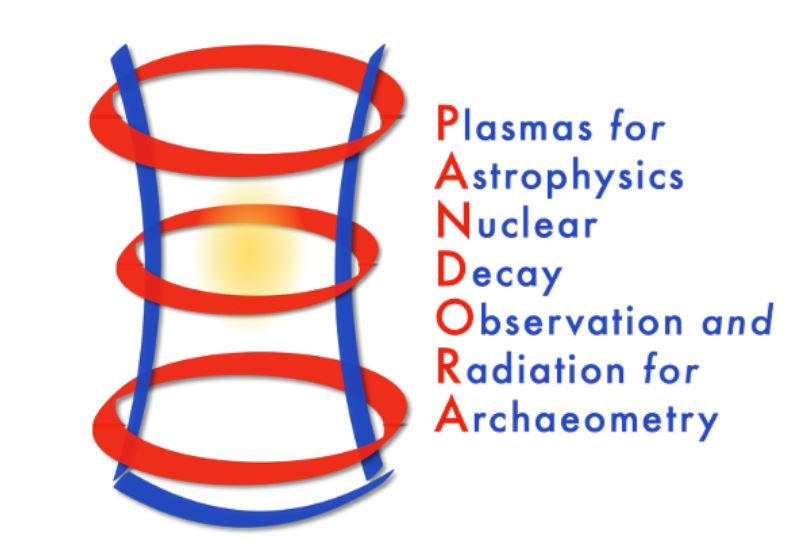 Plasmas for
Astrophysics
Nuclear
Decay
Observation and
Radiation for
Archaeometry